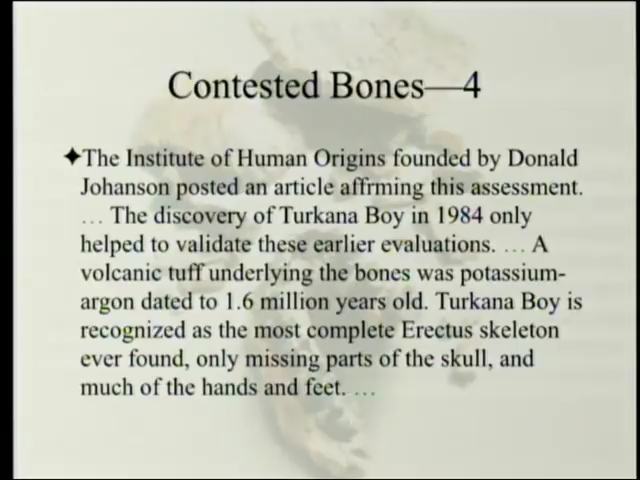 Contested Bones—4
✦The Institute of Human Origins founded by Donald
Johanson posted an article affrming this assessment.
… The discovery of Turkana Boy in 1984 only
helped to validate these earlier evaluations. … A
volcanic tuff underlying the bones was potassium-
argon dated to 1.6 million years old. Turkana Boy is
recognized as the most complete Erectus skeleton
ever found, only missing parts of the skull, and
much of the hands and feet. …